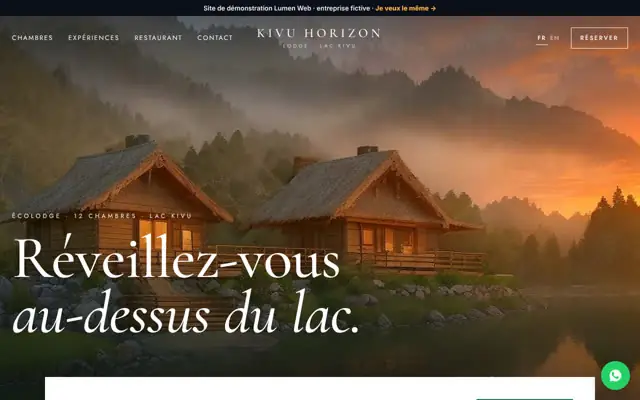 Site de démonstration Lumen Web · entreprise fictive · Je veux le même →
CHAMBRES EXPÉRIENCES RESTAURANT CONTACT
KIVU HORIZON
LODGE · LAC KIVU
FR EN
RÉSERVER
ÉCOLODGE · 12 CHAMBRES · LAC KIVU
Réveillez-vous
au-dessus du lac.